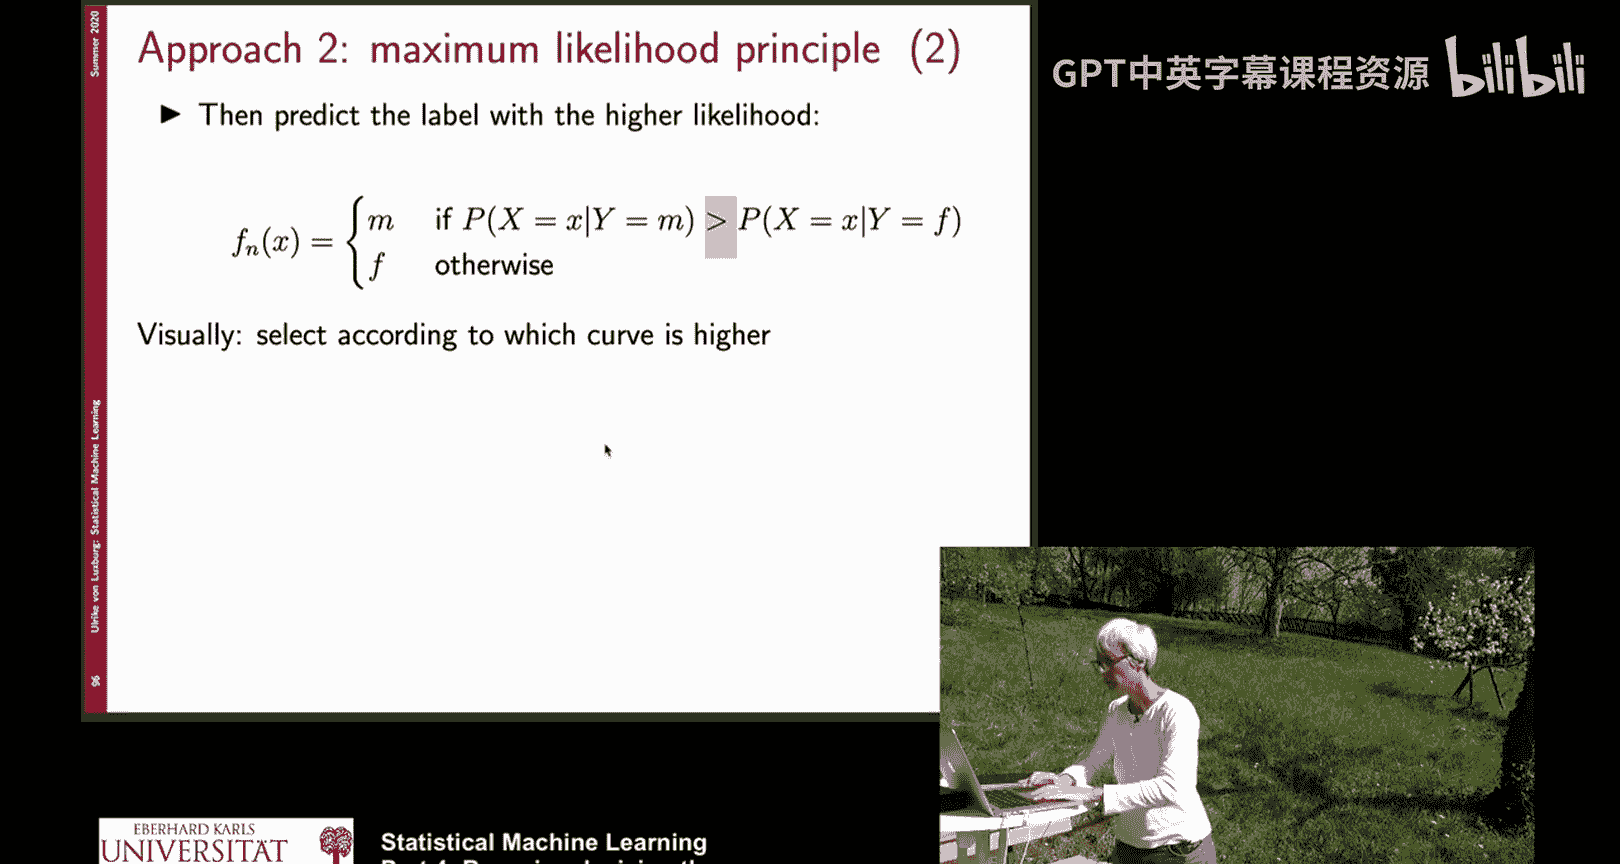 Approach 2: maximum likelihood principle (2)
▶ Then predict the label with the higher likelihood:
f_n(x) = { m if P(X = x|Y = m) > P(X = x|Y = f)
f otherwise
Visually: select according to which curve is higher
Summer 2020
Ulrike von Luxburg: Statistical Machine Learning
96
GPT中英字幕课程资源 bilibili
EBERHARD KARLS
UNIVERSITÄT
Statistical Machine Learning